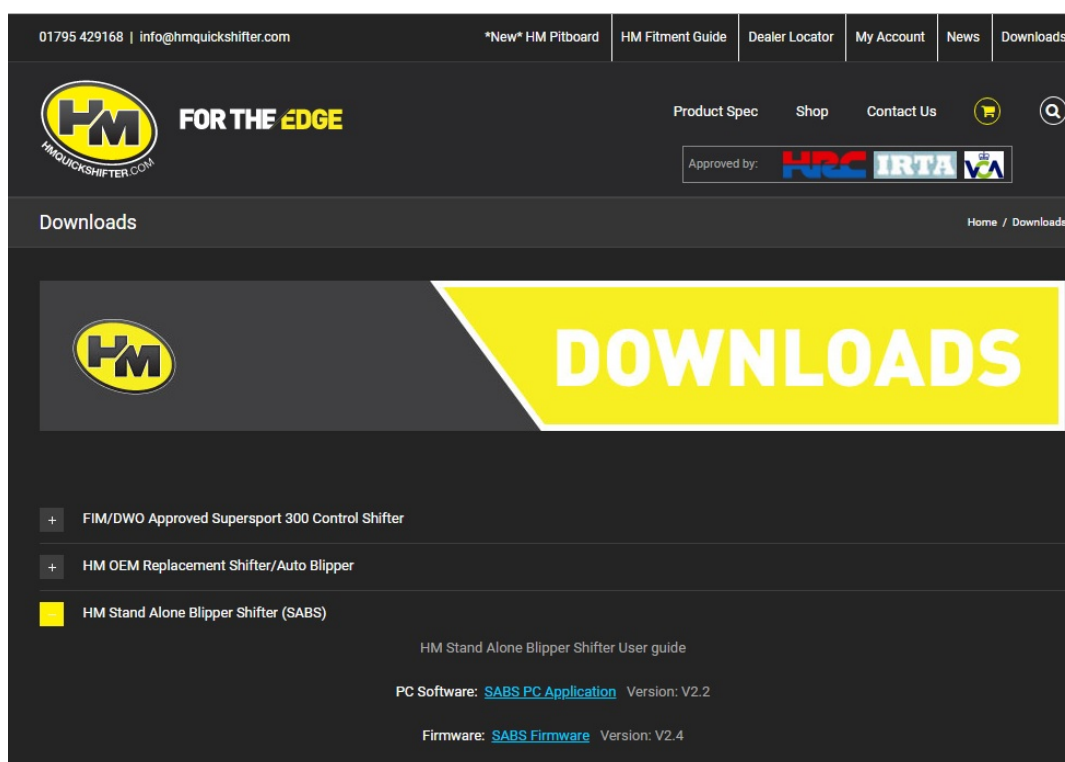 01795 429168 | info@hmquickshifter.com
*New* HM Pitboard
HM Fitment Guide
Dealer Locator
My Account
News
Downloads
HM
HMQUICKSHIFTER.COM
FOR THE EDGE
Product Spec
Shop
Contact Us
Approved by:
HRC
IRTA
VCA
Downloads
Home / Downloads
HM
DOWNLOADS
FIM/DWO Approved Supersport 300 Control Shifter
HM OEM Replacement Shifter/Auto Blipper
HM Stand Alone Blipper Shifter (SABS)
HM Stand Alone Blipper Shifter User guide
PC Software: SABS PC Application Version: V2.2
Firmware: SABS Firmware Version: V2.4